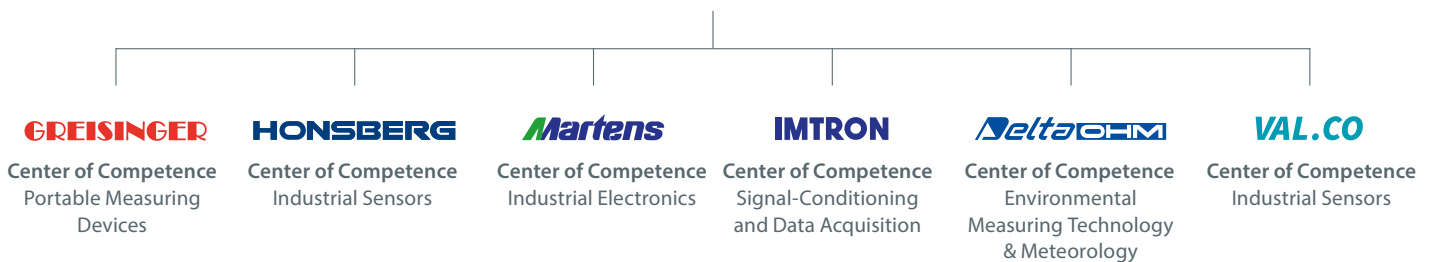 GREISINGER
Center of Competence
Portable Measuring
Devices
HONSBERG
Center of Competence
Industrial Sensors
Martens
Center of Competence
Industrial Electronics
IMTRON
Center of Competence
Signal-Conditioning
and Data Acquisition
DeltaOHM
Center of Competence
Environmental
Measuring Technology
& Meteorology
VAL.CO
Center of Competence
Industrial Sensors